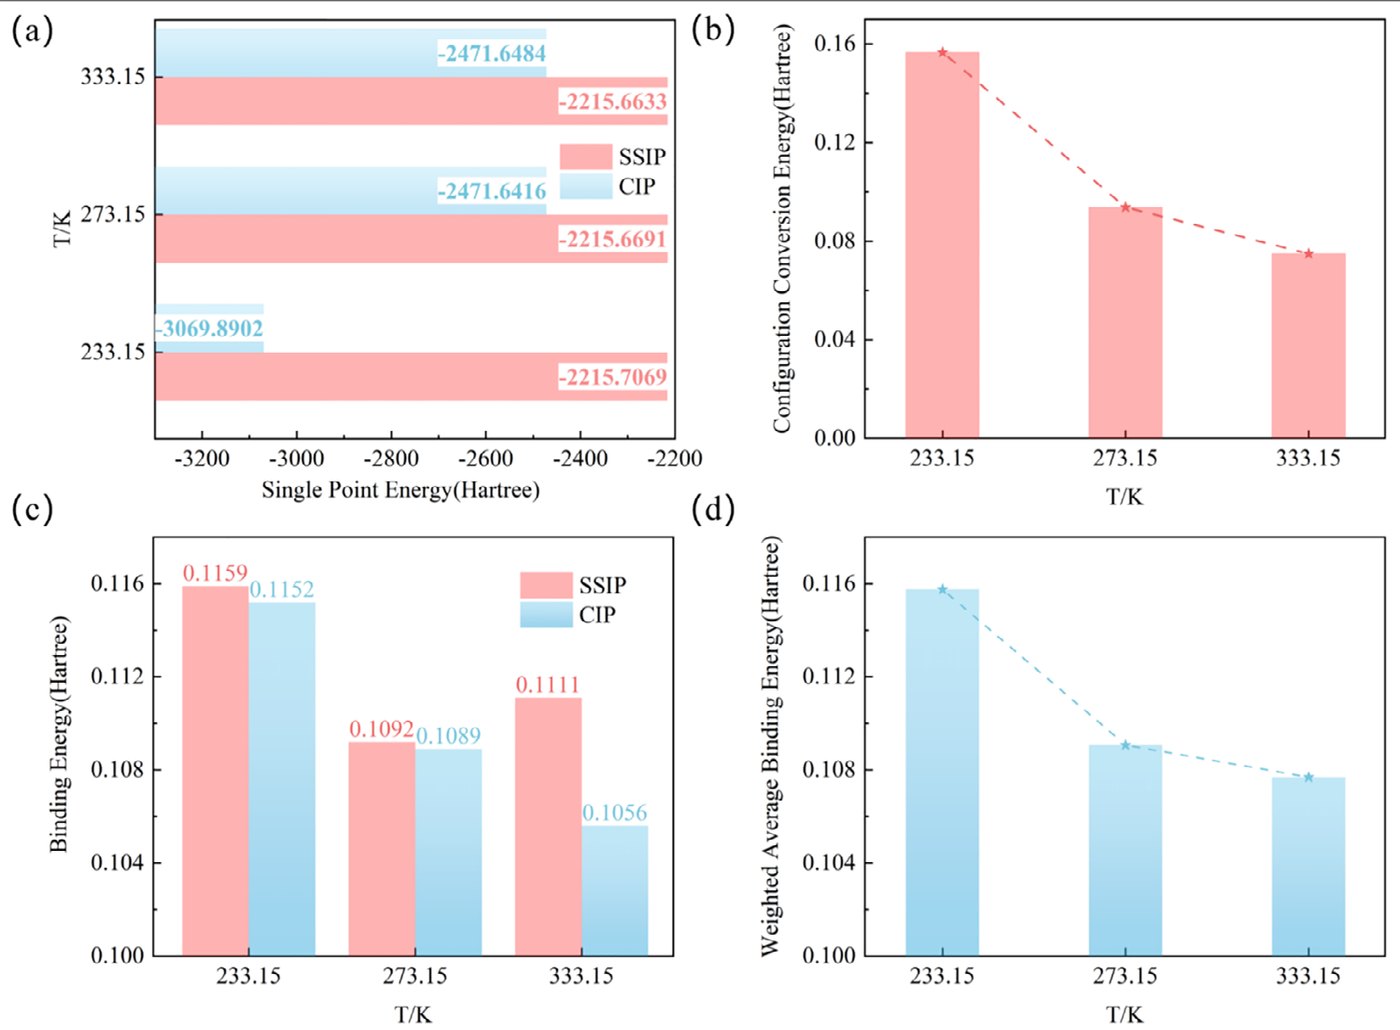 (a)
-2471.6484
333.15
-2215.6633
SSIP
CIP
-2471.6416
273.15
-2215.6691
T/K
-3069.8902
233.15
-2215.7069
-3200 -3000 -2800 -2600 -2400 -2200
Single Point Energy(Hartree)
(b)
Configuration Conversion Energy(Hartree)
0.16
0.12
0.08
0.04
0.00
233.15 273.15 333.15
T/K
(c)
Binding Energy(Hartree)
0.116
0.112
0.108
0.104
0.100
0.1159
0.1152
0.1092
0.1089
0.1111
0.1056
SSIP
CIP
233.15 273.15 333.15
T/K
(d)
Weighted Average Binding Energy(Hartree)
0.116
0.112
0.108
0.104
0.100
233.15 273.15 333.15
T/K